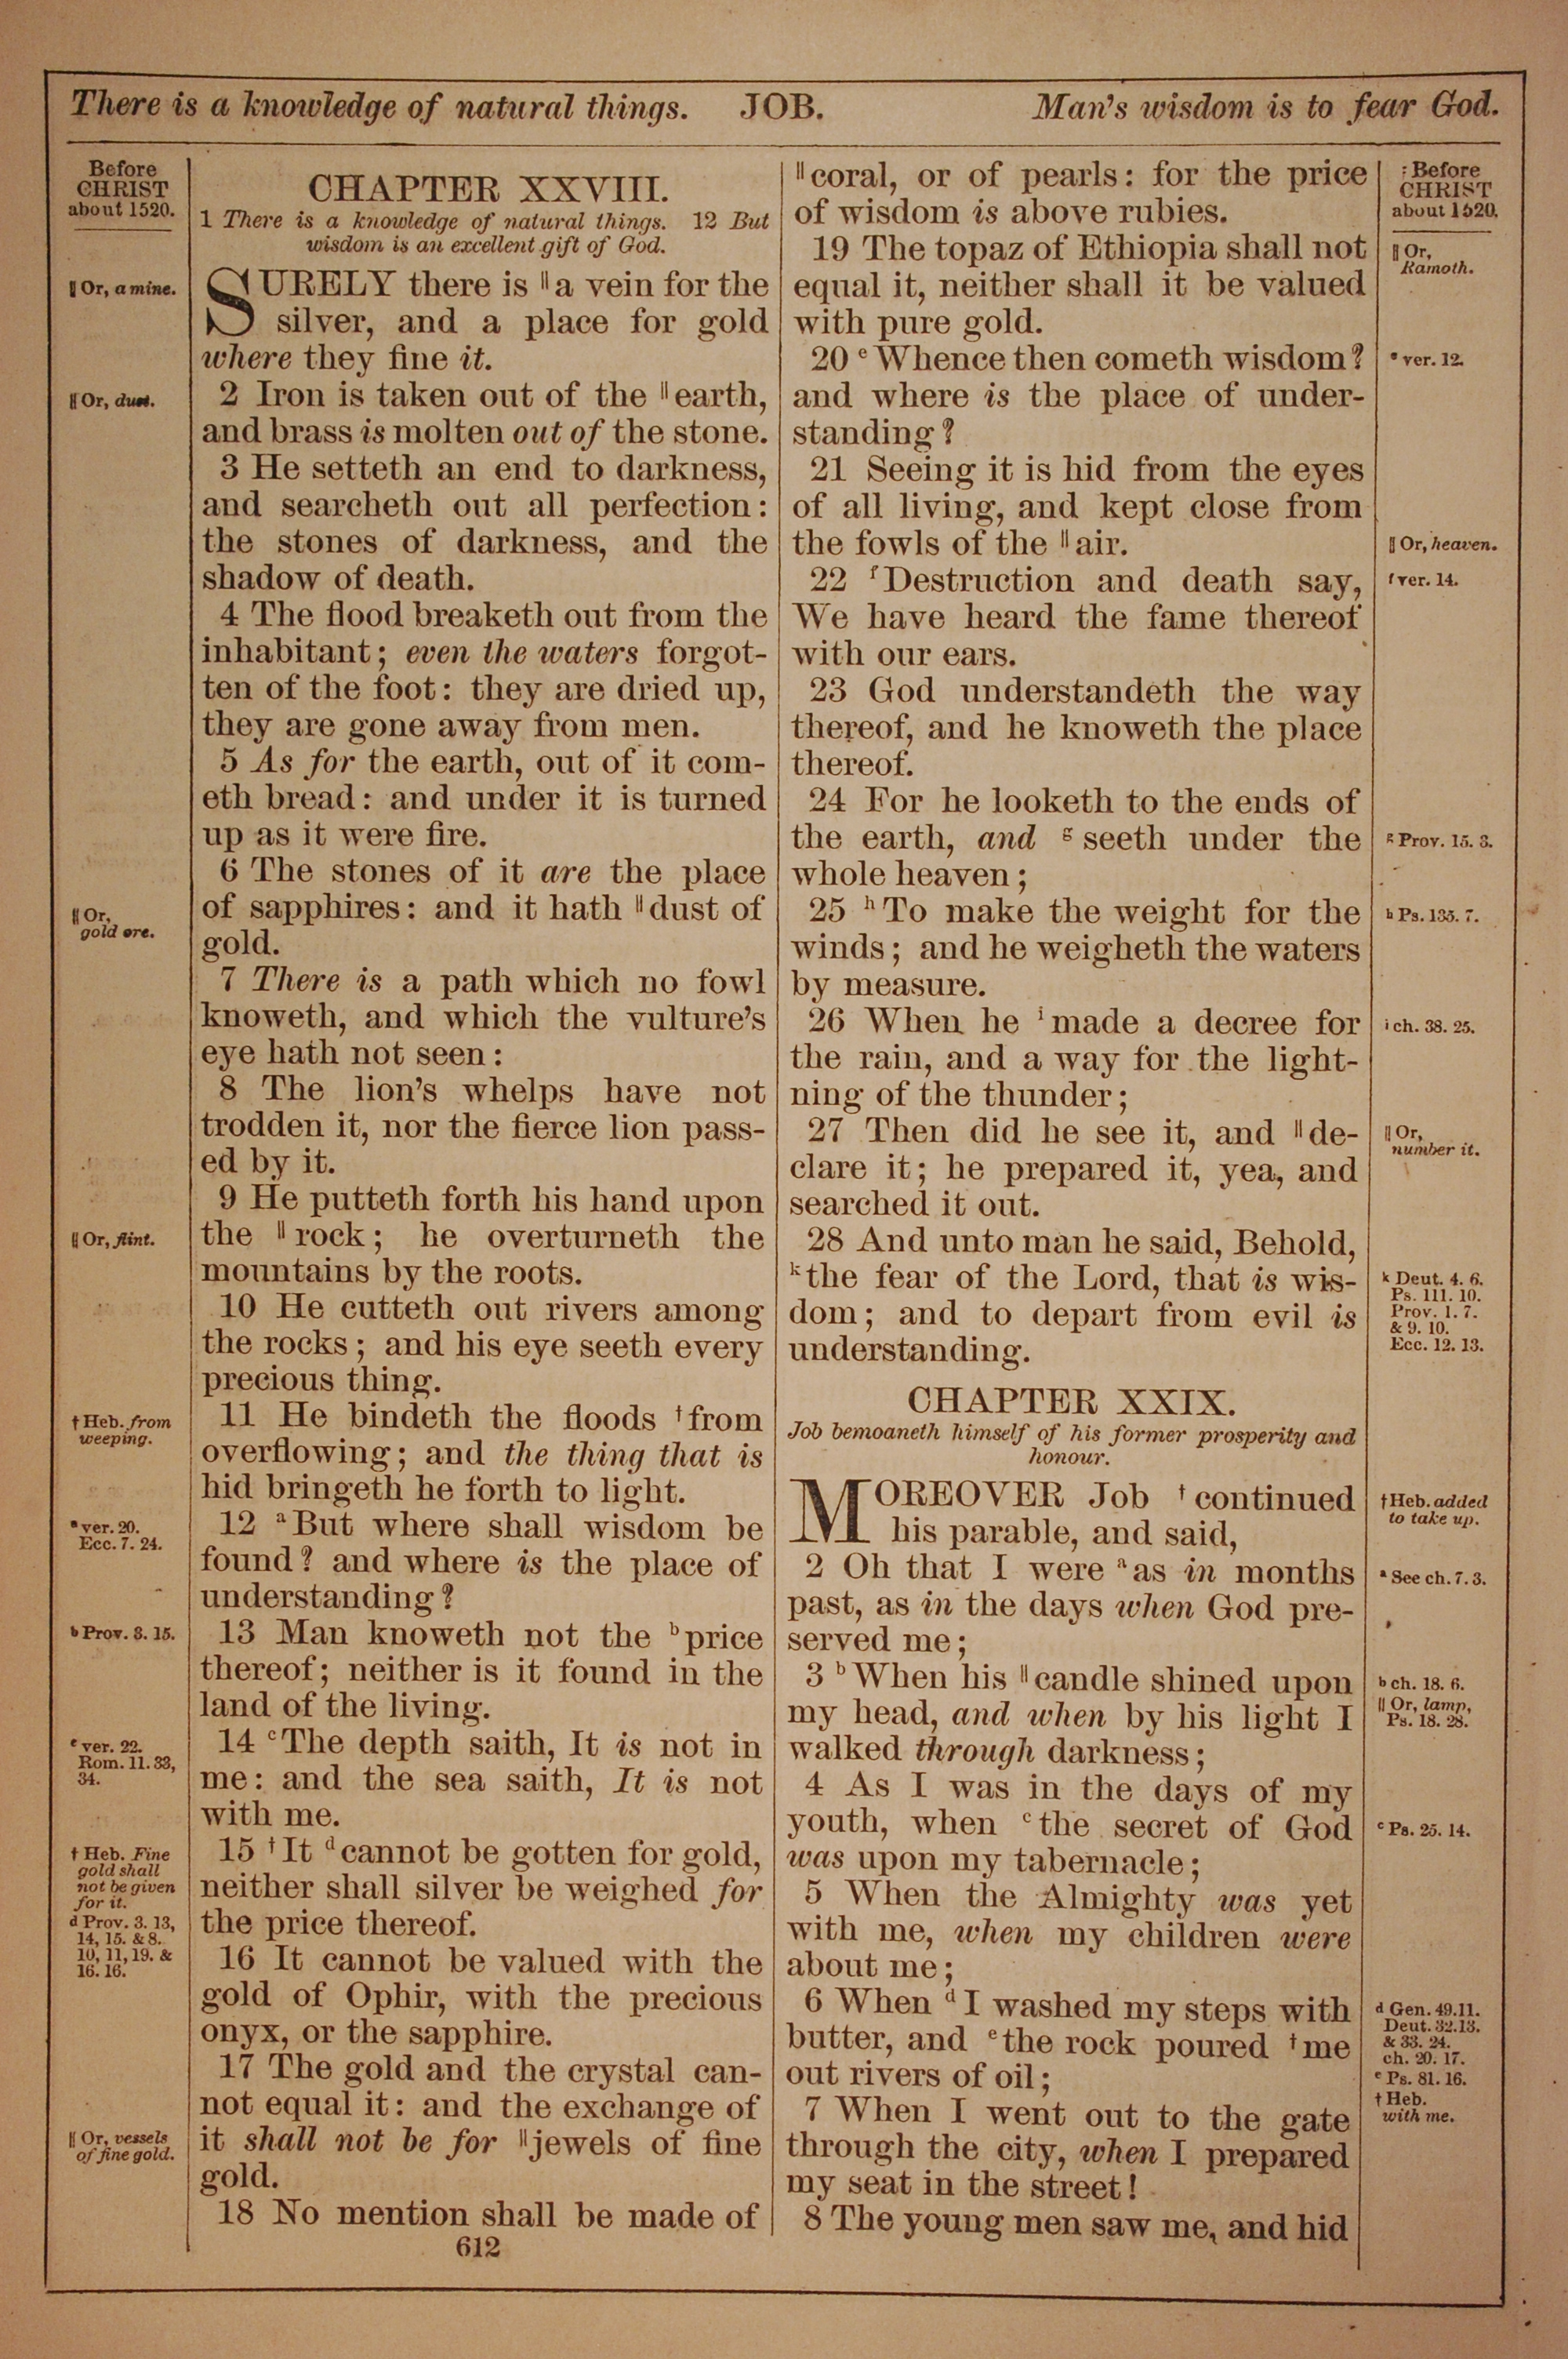 There is a knowledge of natural things. JOB. Man's wisdom is to fear God.
Before
CHRIST
about 1520.
‖ Or, a mine.
‖ Or, dust.
‖ Or,
gold ore.
‖ Or, flint.
† Heb. from
weeping.
a ver. 20.
Ecc. 7. 24.
b Prov. 3. 15.
c ver. 22.
Rom. 11. 33,
34.
† Heb. Fine
gold shall
not be given
for it.
d Prov. 3. 13,
14, 15. & 8.
10, 11, 19. &
16. 16.
‖ Or, vessels
of fine gold.
CHAPTER XXVIII.
1 There is a knowledge of natural things. 12 But
wisdom is an excellent gift of God.
SURELY there is ‖ a vein for the
silver, and a place for gold
where they fine it.
2 Iron is taken out of the ‖ earth,
and brass is molten out of the stone.
3 He setteth an end to darkness,
and searcheth out all perfection:
the stones of darkness, and the
shadow of death.
4 The flood breaketh out from the
inhabitant; even the waters forgot-
ten of the foot: they are dried up,
they are gone away from men.
5 As for the earth, out of it com-
eth bread: and under it is turned
up as it were fire.
6 The stones of it are the place
of sapphires: and it hath ‖ dust of
gold.
7 There is a path which no fowl
knoweth, and which the vulture's
eye hath not seen:
8 The lion's whelps have not
trodden it, nor the fierce lion pass-
ed by it.
9 He putteth forth his hand upon
the ‖ rock; he overturneth the
mountains by the roots.
10 He cutteth out rivers among
the rocks; and his eye seeth every
precious thing.
11 He bindeth the floods † from
overflowing; and the thing that is
hid bringeth he forth to light.
12 a But where shall wisdom be
found? and where is the place of
understanding?
13 Man knoweth not the b price
thereof; neither is it found in the
land of the living.
14 c The depth saith, It is not in
me: and the sea saith, It is not
with me.
15 † It d cannot be gotten for gold,
neither shall silver be weighed for
the price thereof.
16 It cannot be valued with the
gold of Ophir, with the precious
onyx, or the sapphire.
17 The gold and the crystal can-
not equal it: and the exchange of
it shall not be for ‖ jewels of fine
gold.
18 No mention shall be made of
612
‖ coral, or of pearls: for the price
of wisdom is above rubies.
19 The topaz of Ethiopia shall not
equal it, neither shall it be valued
with pure gold.
20 e Whence then cometh wisdom?
and where is the place of under-
standing?
21 Seeing it is hid from the eyes
of all living, and kept close from
the fowls of the ‖ air.
22 f Destruction and death say,
We have heard the fame thereof
with our ears.
23 God understandeth the way
thereof, and he knoweth the place
thereof.
24 For he looketh to the ends of
the earth, and g seeth under the
whole heaven;
25 h To make the weight for the
winds; and he weigheth the waters
by measure.
26 When he i made a decree for
the rain, and a way for the light-
ning of the thunder;
27 Then did he see it, and ‖ de-
clare it; he prepared it, yea, and
searched it out.
28 And unto man he said, Behold,
k the fear of the Lord, that is wis-
dom; and to depart from evil is
understanding.
CHAPTER XXIX.
Job bemoaneth himself of his former prosperity and
honour.
MOREOVER Job † continued
his parable, and said,
2 Oh that I were a as in months
past, as in the days when God pre-
served me;
3 b When his ‖ candle shined upon
my head, and when by his light I
walked through darkness;
4 As I was in the days of my
youth, when c the secret of God
was upon my tabernacle;
5 When the Almighty was yet
with me, when my children were
about me;
6 When d I washed my steps with
butter, and e the rock poured † me
out rivers of oil;
7 When I went out to the gate
through the city, when I prepared
my seat in the street!
8 The young men saw me, and hid
Before
CHRIST
about 1520.
‖ Or,
Ramoth.
e ver. 12.
‖ Or, heaven.
f ver. 14.
g Prov. 15. 3.
h Ps. 135. 7.
i ch. 38. 25.
‖ Or,
number it.
k Deut. 4. 6.
Ps. 111. 10.
Prov. 1. 7.
& 9. 10.
Ecc. 12. 13.
† Heb. added
to take up.
a See ch. 7. 3.
b ch. 18. 6.
‖ Or, lamp,
Ps. 18. 28.
c Ps. 25. 14.
d Gen. 49. 11.
Deut. 32. 13.
& 33. 24.
ch. 20. 17.
e Ps. 81. 16.
† Heb.
with me.